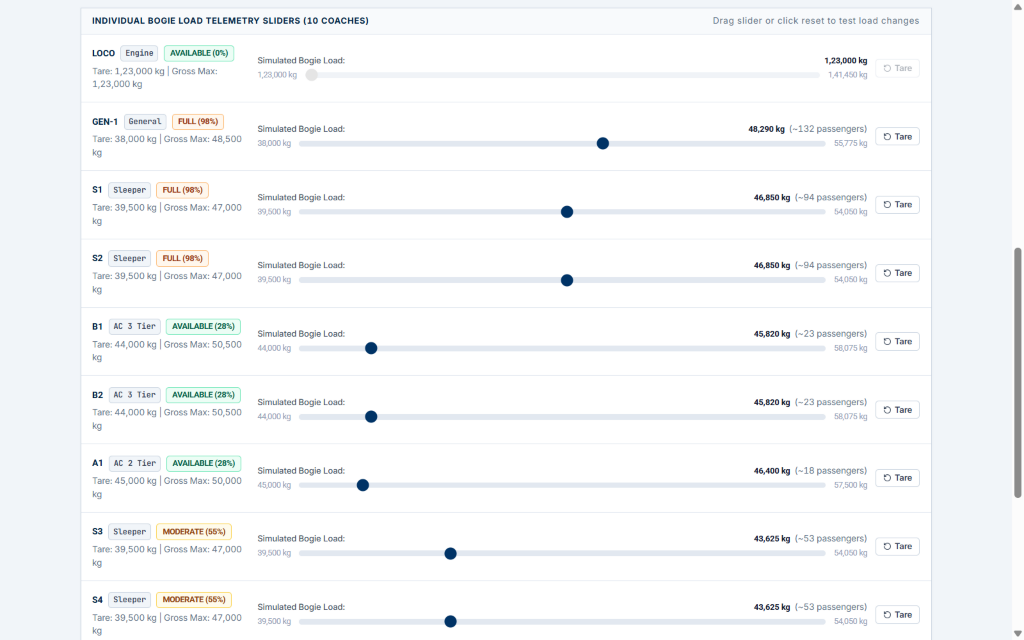 INDIVIDUAL BOGIE LOAD TELEMETRY SLIDERS (10 COACHES) Drag slider or click reset to test load changes
LOCO Engine AVAILABLE (0%)
Tare: 1,23,000 kg | Gross Max:
1,23,000 kg
Simulated Bogie Load: 1,23,000 kg
1,23,000 kg 1,41,450 kg
Tare
GEN-1 General FULL (98%)
Tare: 38,000 kg | Gross Max: 48,500
kg
Simulated Bogie Load: 48,290 kg (~132 passengers)
38,000 kg 55,775 kg
Tare
S1 Sleeper FULL (98%)
Tare: 39,500 kg | Gross Max: 47,000
kg
Simulated Bogie Load: 46,850 kg (~94 passengers)
39,500 kg 54,050 kg
Tare
S2 Sleeper FULL (98%)
Tare: 39,500 kg | Gross Max: 47,000
kg
Simulated Bogie Load: 46,850 kg (~94 passengers)
39,500 kg 54,050 kg
Tare
B1 AC 3 Tier AVAILABLE (28%)
Tare: 44,000 kg | Gross Max: 50,500
kg
Simulated Bogie Load: 45,820 kg (~23 passengers)
44,000 kg 58,075 kg
Tare
B2 AC 3 Tier AVAILABLE (28%)
Tare: 44,000 kg | Gross Max: 50,500
kg
Simulated Bogie Load: 45,820 kg (~23 passengers)
44,000 kg 58,075 kg
Tare
A1 AC 2 Tier AVAILABLE (28%)
Tare: 45,000 kg | Gross Max: 50,000
kg
Simulated Bogie Load: 46,400 kg (~18 passengers)
45,000 kg 57,500 kg
Tare
S3 Sleeper MODERATE (55%)
Tare: 39,500 kg | Gross Max: 47,000
kg
Simulated Bogie Load: 43,625 kg (~53 passengers)
39,500 kg 54,050 kg
Tare
S4 Sleeper MODERATE (55%)
Tare: 39,500 kg | Gross Max: 47,000
kg
Simulated Bogie Load: 43,625 kg (~53 passengers)
39,500 kg 54,050 kg
Tare